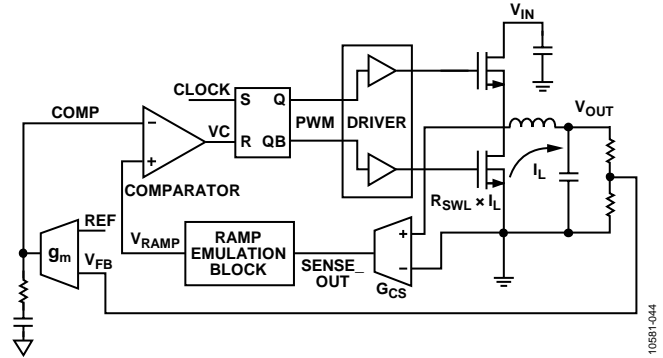 V_IN
CLOCK
S
Q
COMP
–
VC
R
QB
PWM
DRIVER
V_OUT
+
COMPARATOR
I_L
R_SWL × I_L
REF
g_m
V_FB
V_RAMP
RAMP
EMULATION
BLOCK
SENSE_
OUT
+
–
G_CS
10581-044